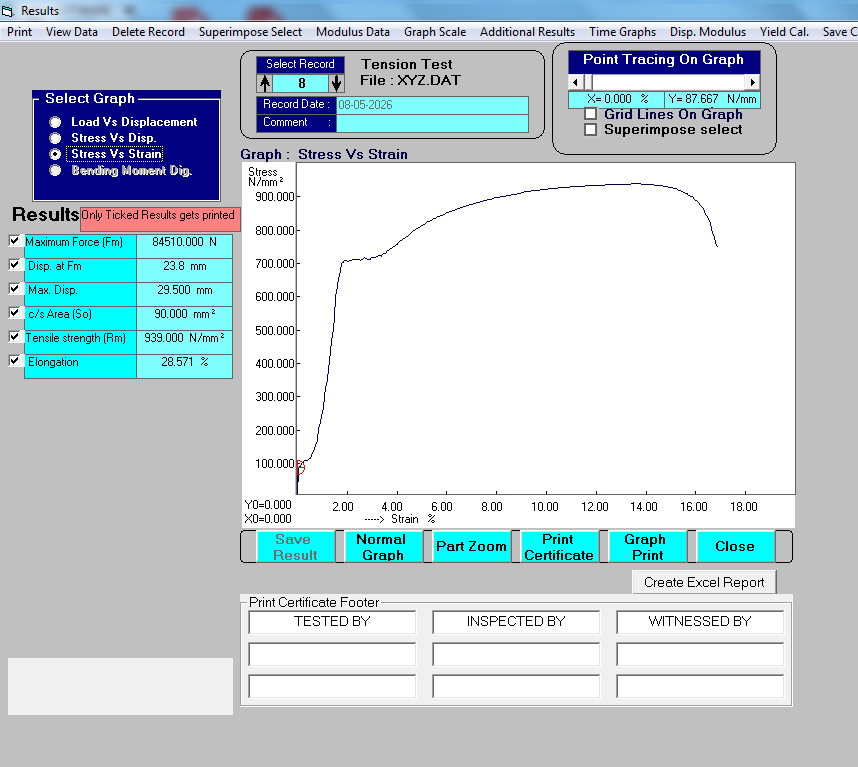 Results
Print View Data Delete Record Superimpose Select Modulus Data Graph Scale Additional Results Time Graphs Disp. Modulus Yield Cal. Save C
Select Record
8
Tension Test
File : XYZ.DAT
Record Date : 08-05-2026
Comment :
Point Tracing On Graph
X= 0.000 % Y= 87.667 N/mm
Grid Lines On Graph
Superimpose select
Select Graph
Load Vs Displacement
Stress Vs Disp.
Stress Vs Strain
Bending Moment Dig.
Results Only Ticked Results gets printed
Maximum Force (Fm) 84510.000 N
Disp. at Fm 23.8 mm
Max. Disp. 29.500 mm
c/s Area (So) 90.000 mm²
Tensile strength (Rm) 939.000 N/mm²
Elongation 28.571 %
Graph : Stress Vs Strain
Stress
N/mm²
900.000
800.000
700.000
600.000
500.000
400.000
300.000
200.000
100.000
Y0=0.000
X0=0.000
2.00 4.00 6.00 8.00 10.00 12.00 14.00 16.00 18.00
----> Strain %
Save Result
Normal Graph
Part Zoom
Print Certificate
Graph Print
Close
Create Excel Report
Print Certificate Footer
TESTED BY INSPECTED BY WITNESSED BY